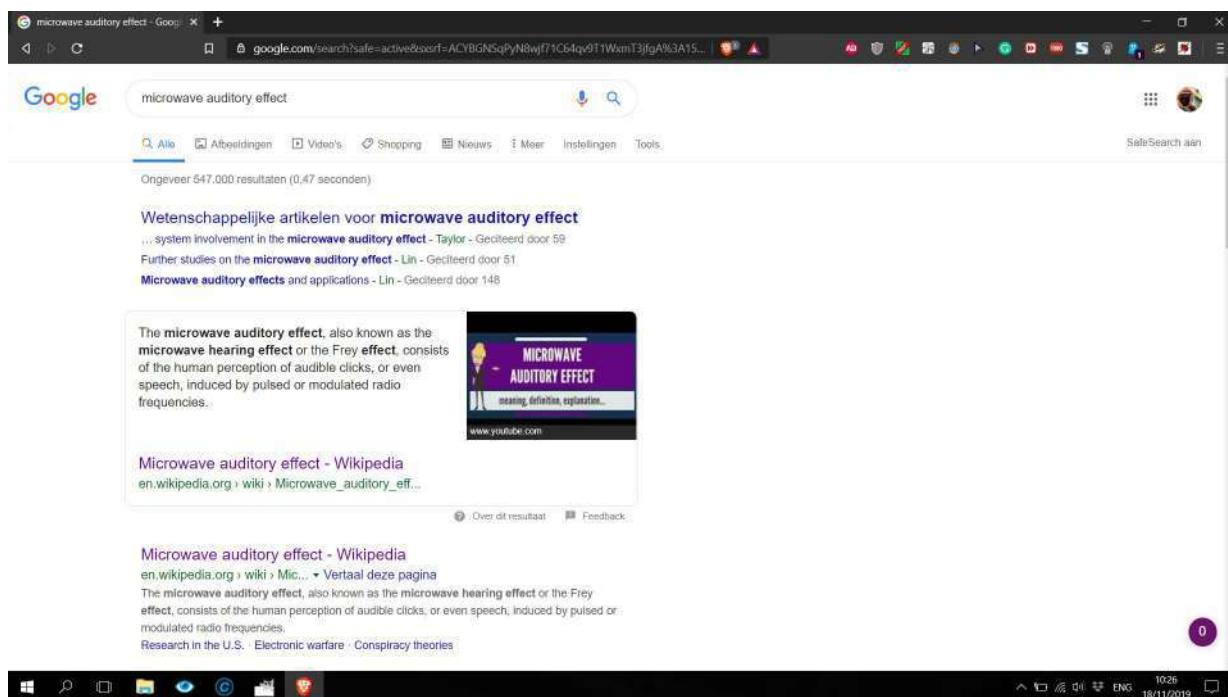 microwave auditory effect - Googl
google.com/search?safe=active&sxsrf=ACYBGNSqPyN8wjf71C64qv9T1WxmT3jfgA%3A15...
Google
microwave auditory effect
Alle Afbeeldingen Video's Shopping Nieuws Meer Instellingen Tools
SafeSearch aan
Ongeveer 547.000 resultaten (0,47 seconden)
Wetenschappelijke artikelen voor microwave auditory effect
... system involvement in the microwave auditory effect - Taylor - Geciteerd door 59
Further studies on the microwave auditory effect - Lin - Geciteerd door 51
Microwave auditory effects and applications - Lin - Geciteerd door 148
The microwave auditory effect, also known as the
microwave hearing effect or the Frey effect, consists
of the human perception of audible clicks, or even
speech, induced by pulsed or modulated radio
frequencies.
MICROWAVE
AUDITORY EFFECT
meaning, definition, explanation...
www.youtube.com
Microwave auditory effect - Wikipedia
en.wikipedia.org › wiki › Microwave_auditory_eff...
Over dit resultaat Feedback
Microwave auditory effect - Wikipedia
en.wikipedia.org › wiki › Mic... ▾ Vertaal deze pagina
The microwave auditory effect, also known as the microwave hearing effect or the Frey
effect, consists of the human perception of audible clicks, or even speech, induced by pulsed or
modulated radio frequencies.
Research in the U.S. · Electronic warfare · Conspiracy theories
0
ENG
10:26
18/11/2019